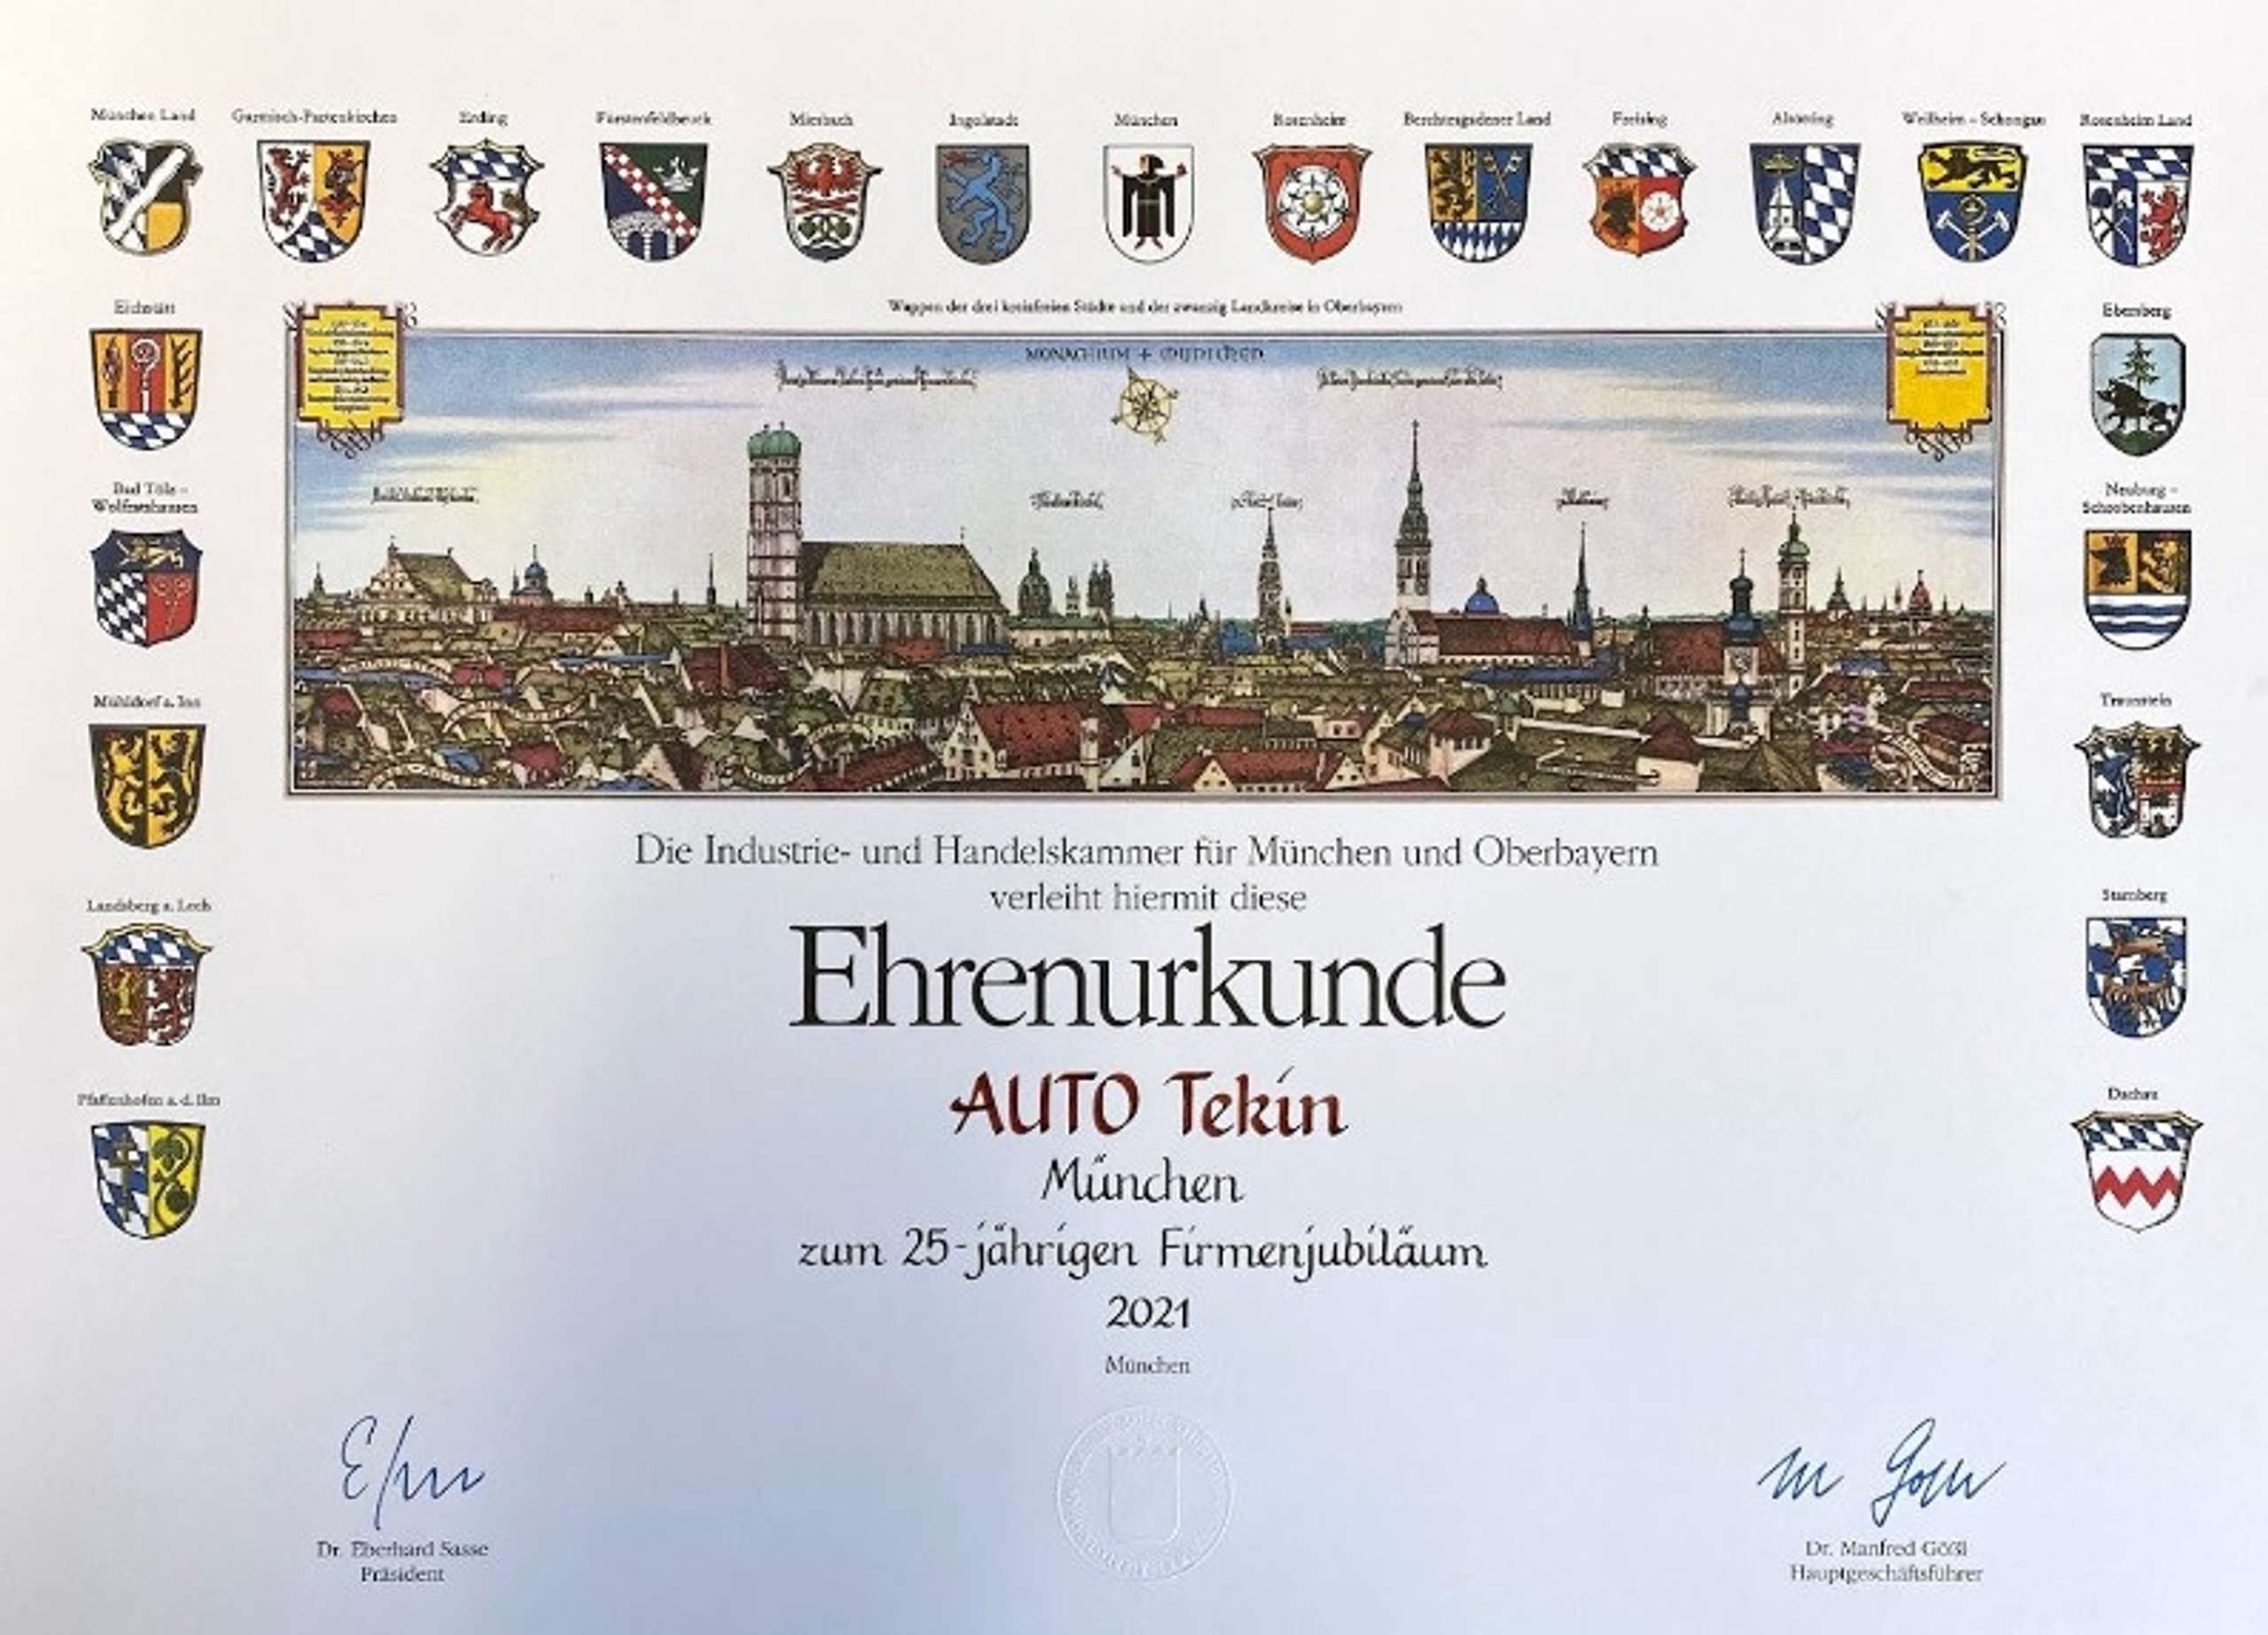 München Land
Garmisch-Partenkirchen
Erding
Fürstenfeldbruck
Miesbach
Ingolstadt
München
Rosenheim
Berchtesgadener Land
Freising
Altötting
Weilheim - Schongau
Rosenheim Land
Eichstätt
Wappen der drei kreisfreien Städte und der zwanzig Landkreise in Oberbayern
Ebersberg
MONACHIUM + MÜNCHEN
Bad Tölz -
Wolfratshausen
Neuburg -
Schrobenhausen
Mühldorf a. Inn
Traunstein
Die Industrie- und Handelskammer für München und Oberbayern
verleiht hiermit diese
Ehrenurkunde
Landsberg a. Lech
Starnberg
AUTO Tekin
München
zum 25-jährigen Firmenjubiläum
2021
München
Pfaffenhofen a. d. Ilm
Dachau
Dr. Eberhard Sasse
Präsident
Dr. Manfred Gößl
Hauptgeschäftsführer